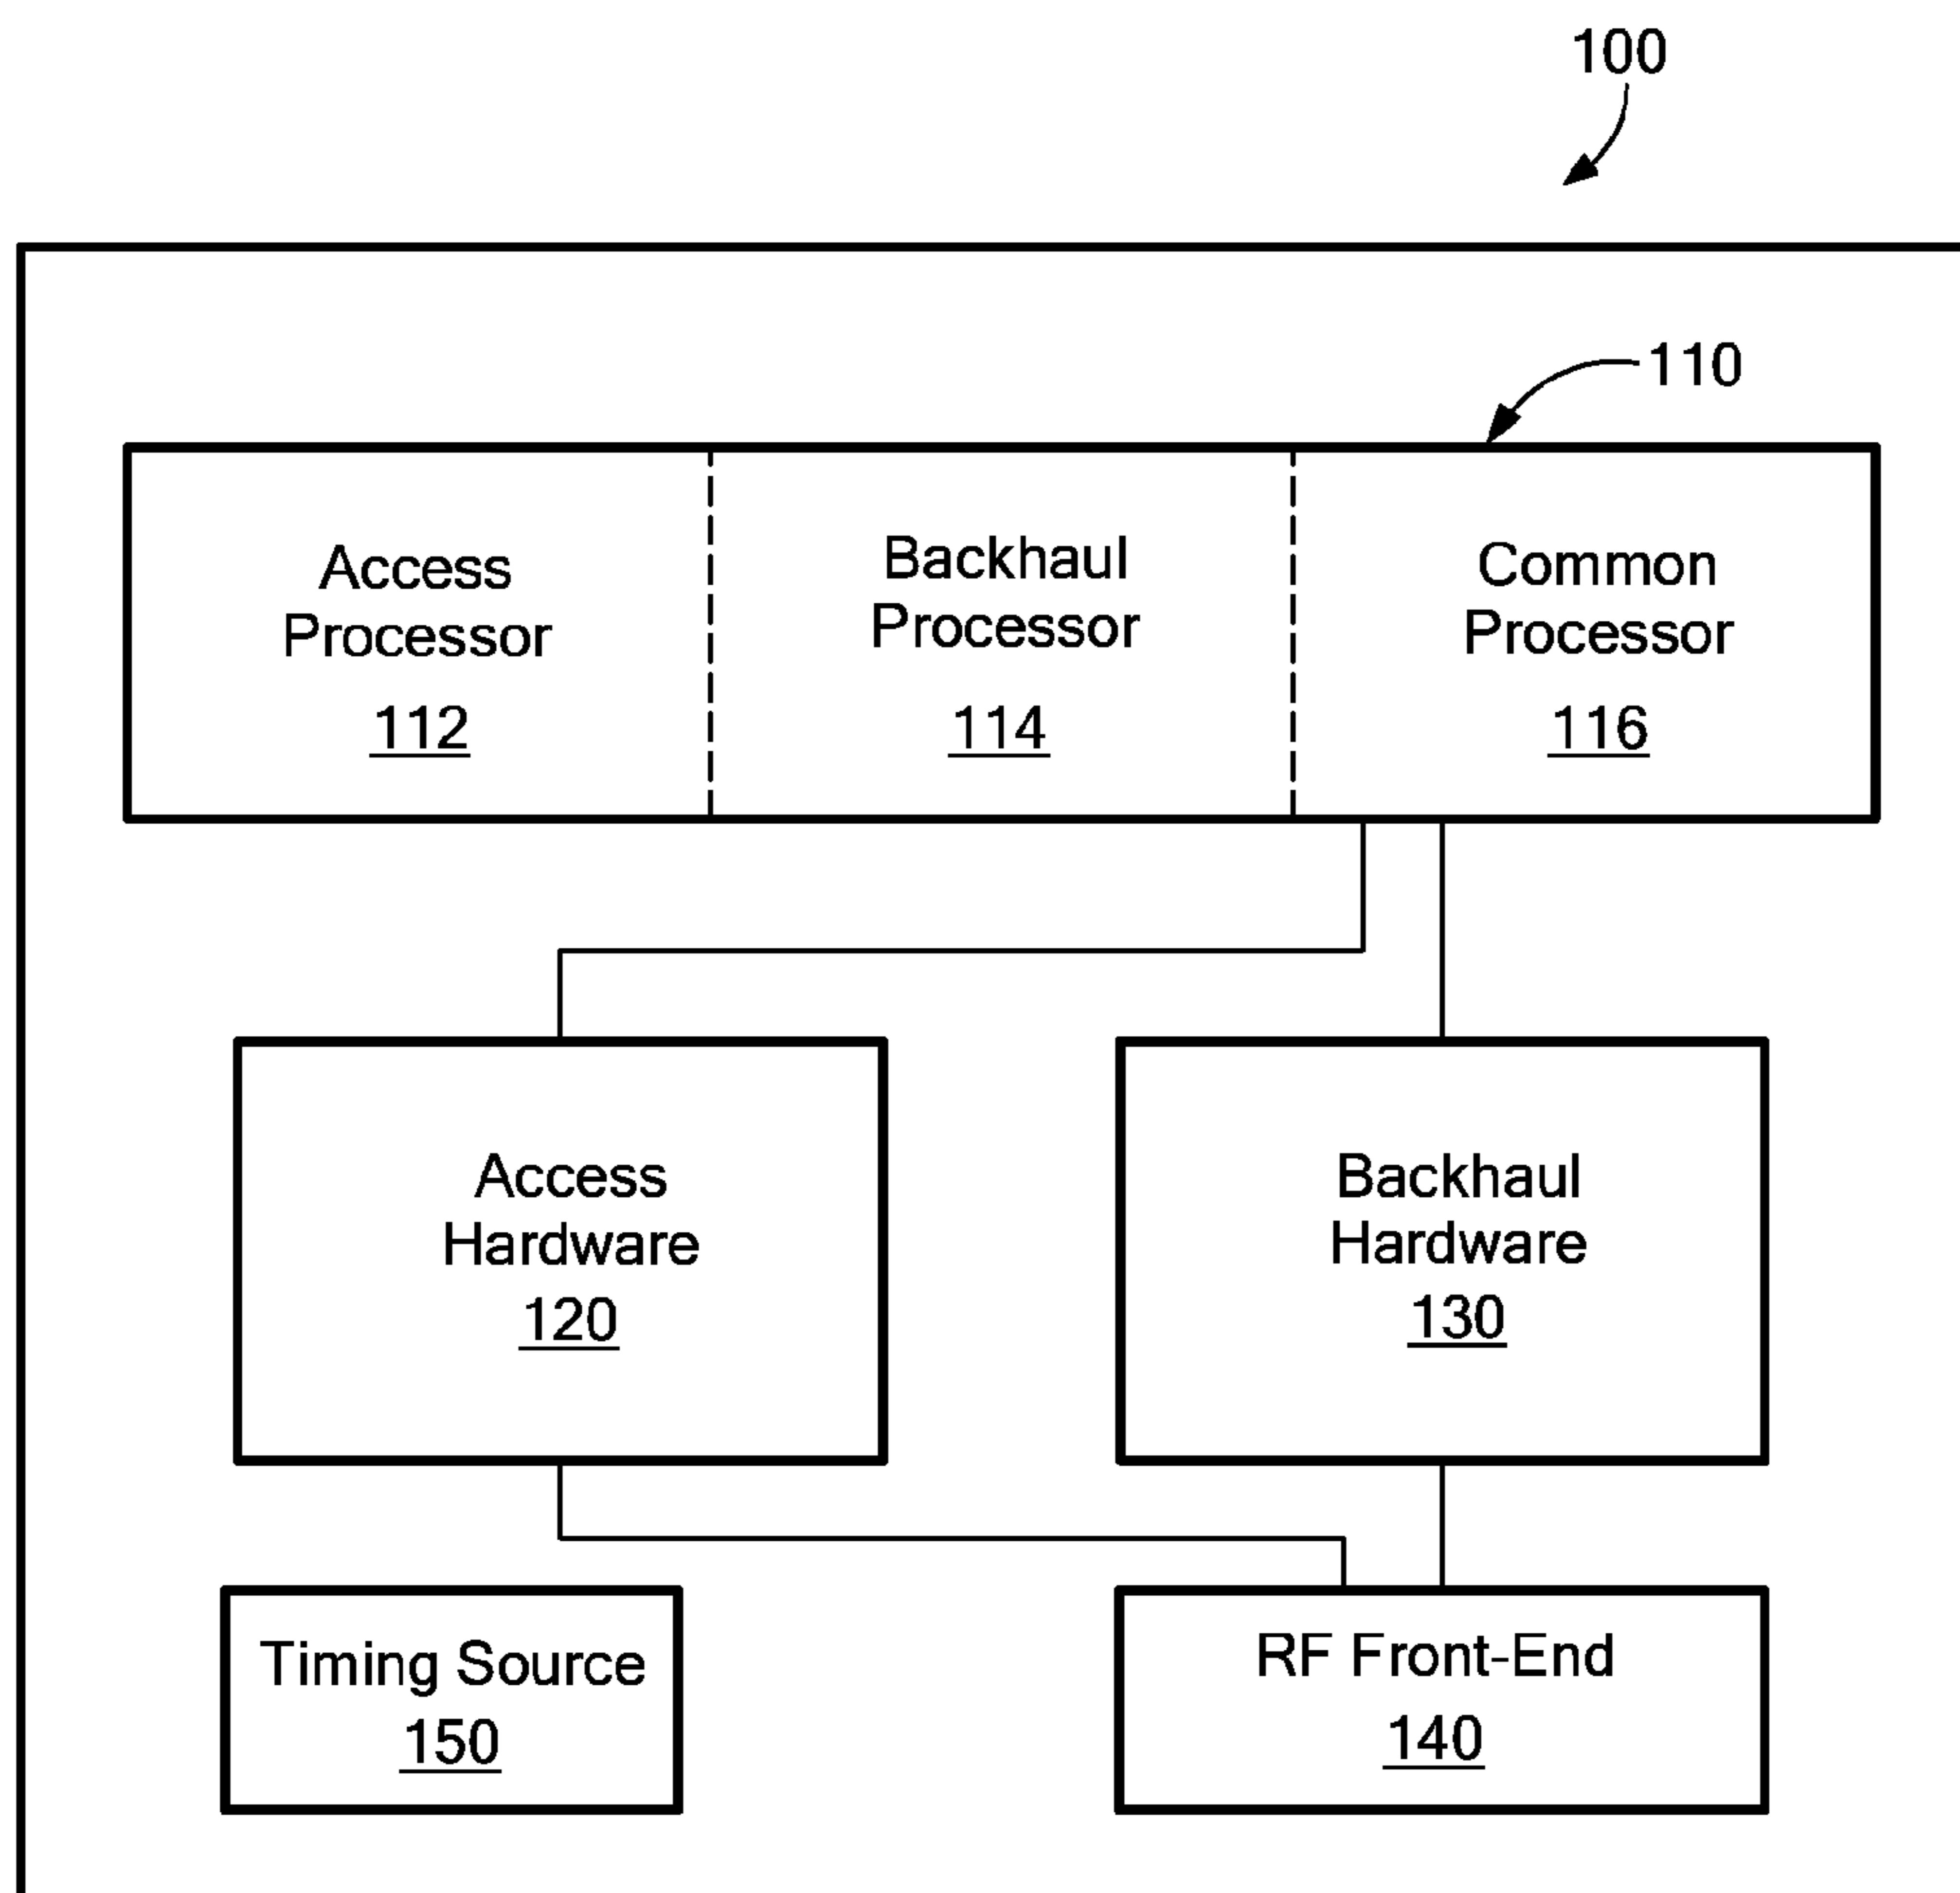 100
110
Access
Processor
112
Backhaul
Processor
114
Common
Processor
116
Access
Hardware
120
Backhaul
Hardware
130
Timing Source
150
RF Front-End
140